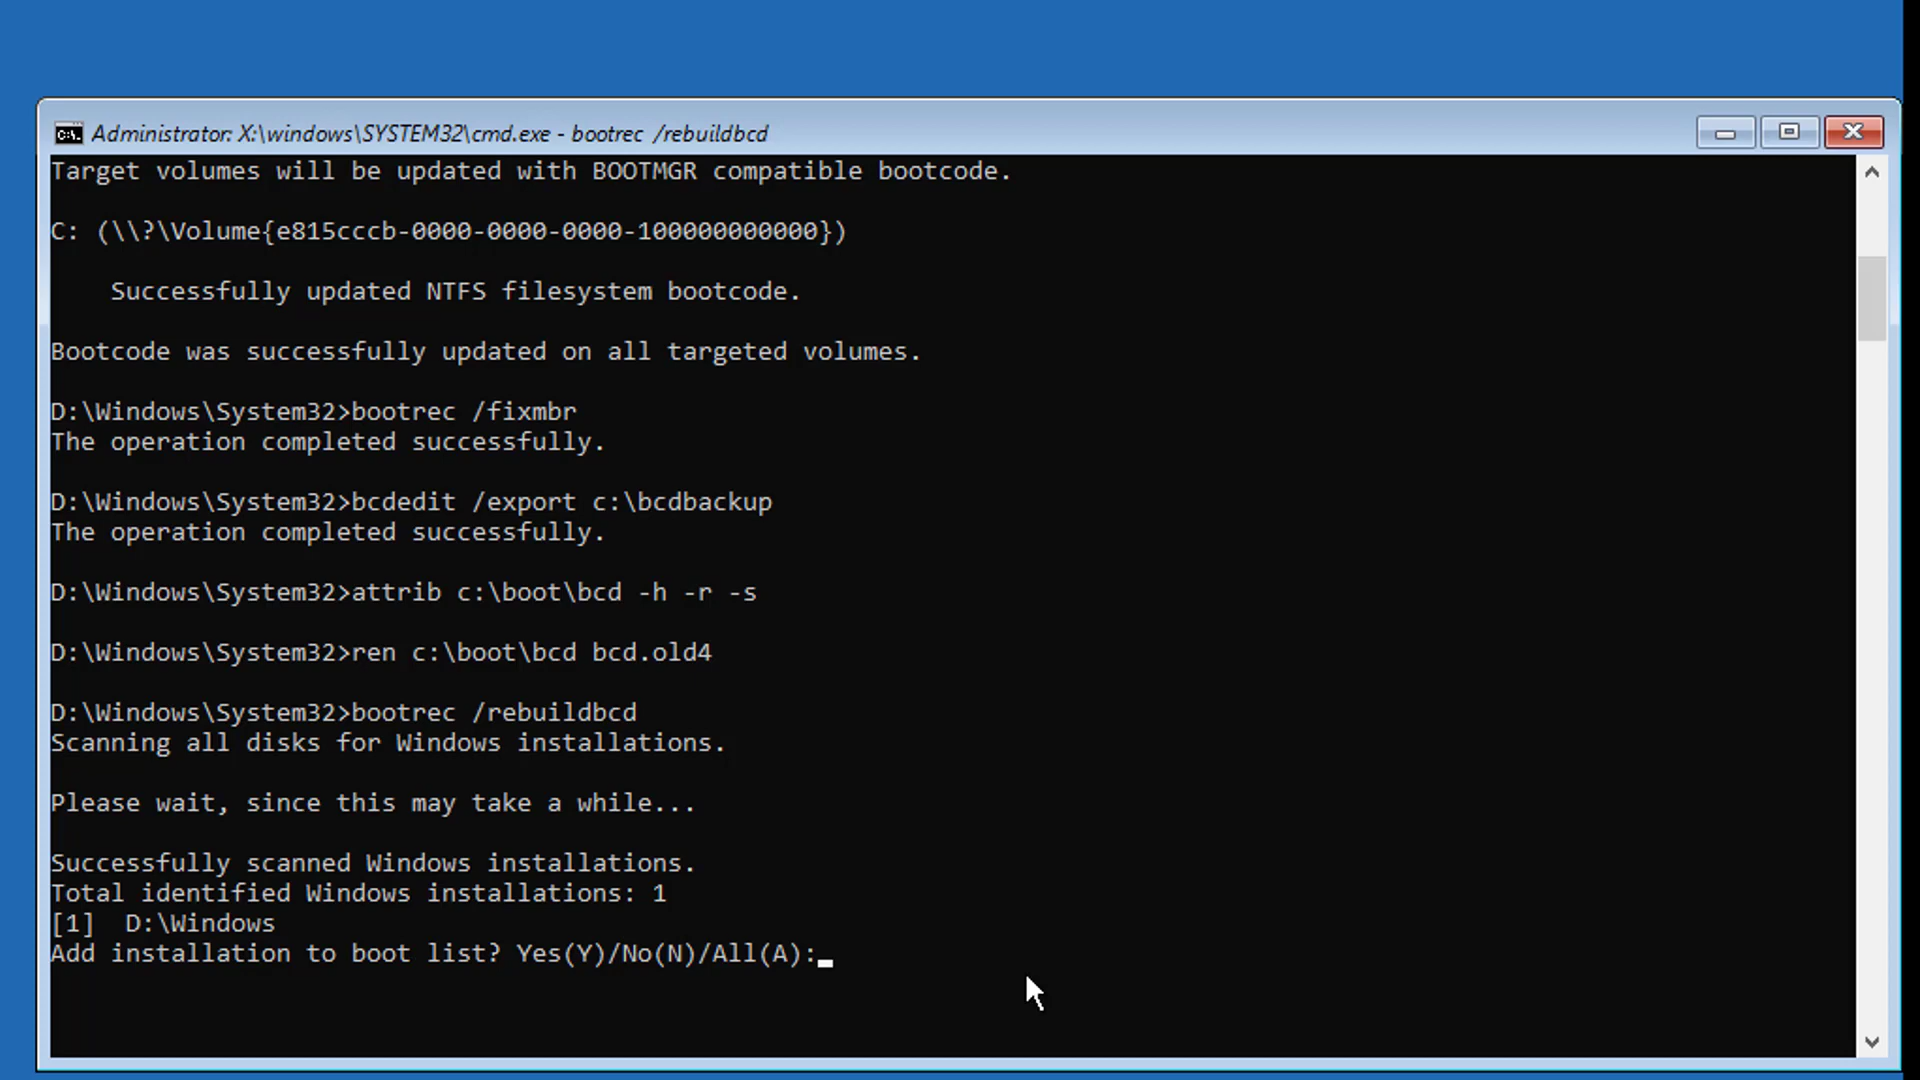 Administrator: X:\windows\SYSTEM32\cmd.exe - bootrec /rebuildbcd
Target volumes will be updated with BOOTMGR compatible bootcode.
C: (\\?\Volume{e815cccb-0000-0000-0000-100000000000})
Successfully updated NTFS filesystem bootcode.
Bootcode was successfully updated on all targeted volumes.
D:\Windows\System32>bootrec /fixmbr
The operation completed successfully.
D:\Windows\System32>bcdedit /export c:\bcdbackup
The operation completed successfully.
D:\Windows\System32>attrib c:\boot\bcd -h -r -s
D:\Windows\System32>ren c:\boot\bcd bcd.old4
D:\Windows\System32>bootrec /rebuildbcd
Scanning all disks for Windows installations.
Please wait, since this may take a while...
Successfully scanned Windows installations.
Total identified Windows installations: 1
[1]  D:\Windows
Add installation to boot list? Yes(Y)/No(N)/All(A):